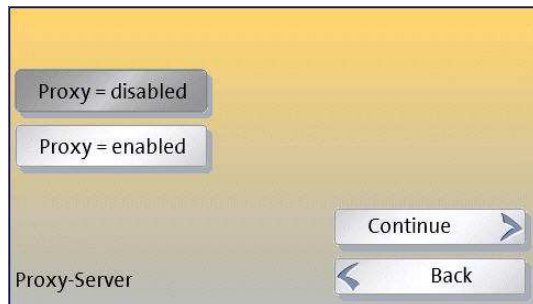 Proxy = disabled
Proxy = enabled
Continue
Back
Proxy-Server